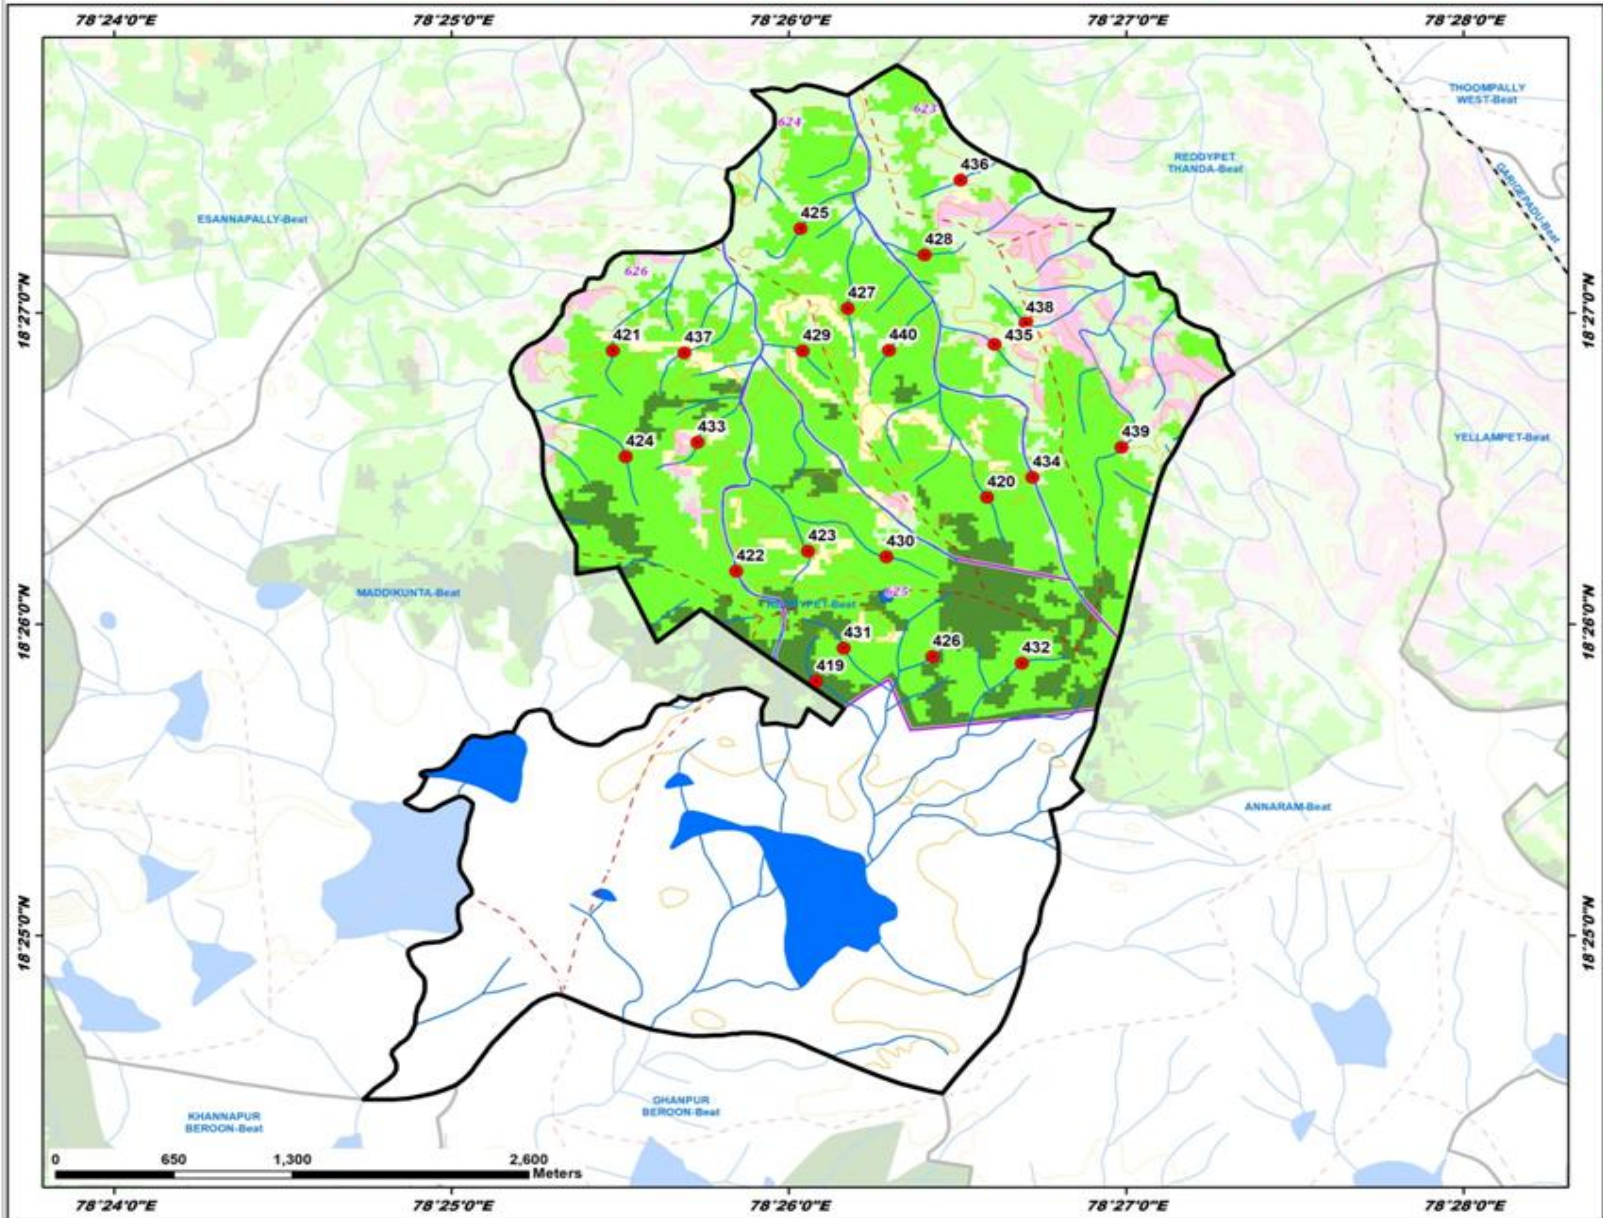 78°24'0"E 78°25'0"E 78°26'0"E 78°27'0"E 78°28'0"E
THOOMPALLY
WEST-Beat
623
624
REDDYPET
THANDA-Beat
436
GARIGEPADU-Beat
ESANNAPALLY-Beat
425
428
626
18°27'0"N
427
438
18°27'0"N
421
437
429
440
435
433
424
439
YELLAMPET-Beat
434
420
423
430
422
MADDIKUNTA-Beat
625
REDDYPET-Beat
18°26'0"N
18°26'0"N
431
426
432
419
ANNARAM-Beat
18°25'0"N
18°25'0"N
GHANPUR
BEROON-Beat
KHANNAPUR
BEROON-Beat
0 650 1,300 2,600
Meters
78°24'0"E 78°25'0"E 78°26'0"E 78°27'0"E 78°28'0"E